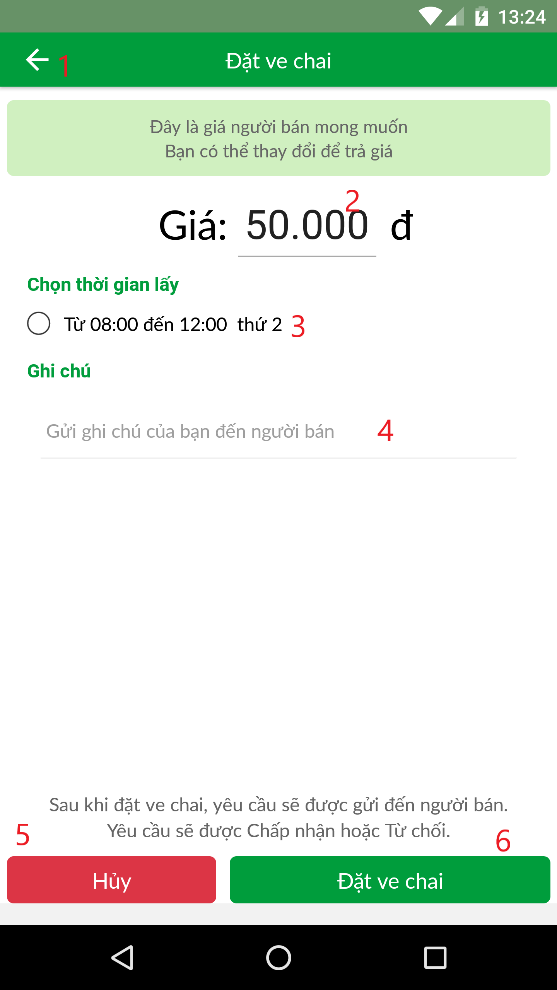 13:24
1 Đặt ve chai
Đây là giá người bán mong muốn
Bạn có thể thay đổi để trả giá
2
Giá: 50.000 đ
Chọn thời gian lấy
Từ 08:00 đến 12:00 thứ 2 3
Ghi chú
Gửi ghi chú của bạn đến người bán 4
Sau khi đặt ve chai, yêu cầu sẽ được gửi đến người bán.
Yêu cầu sẽ được Chấp nhận hoặc Từ chối.
5 6
Hủy Đặt ve chai